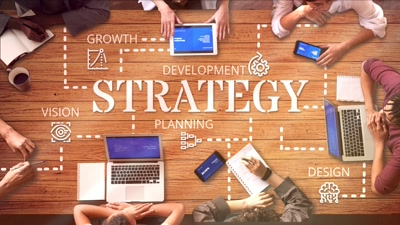 GROWTH
DEVELOPMENT
STRATEGY
VISION
PLANNING
DESIGN